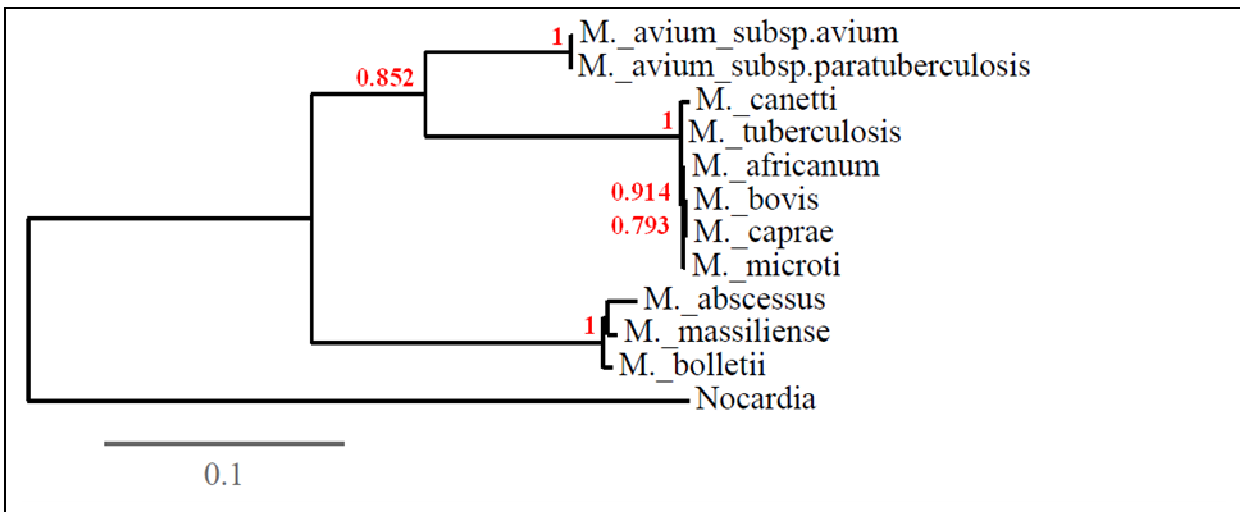 1 M._avium_subsp.avium
M._avium_subsp.paratuberculosis
0.852
M._canetti
1 M._tuberculosis
M._africanum
0.914 M._bovis
0.793 M._caprae
M._microti
M._abscessus
1 M._massiliense
M._bolletii
Nocardia
0.1